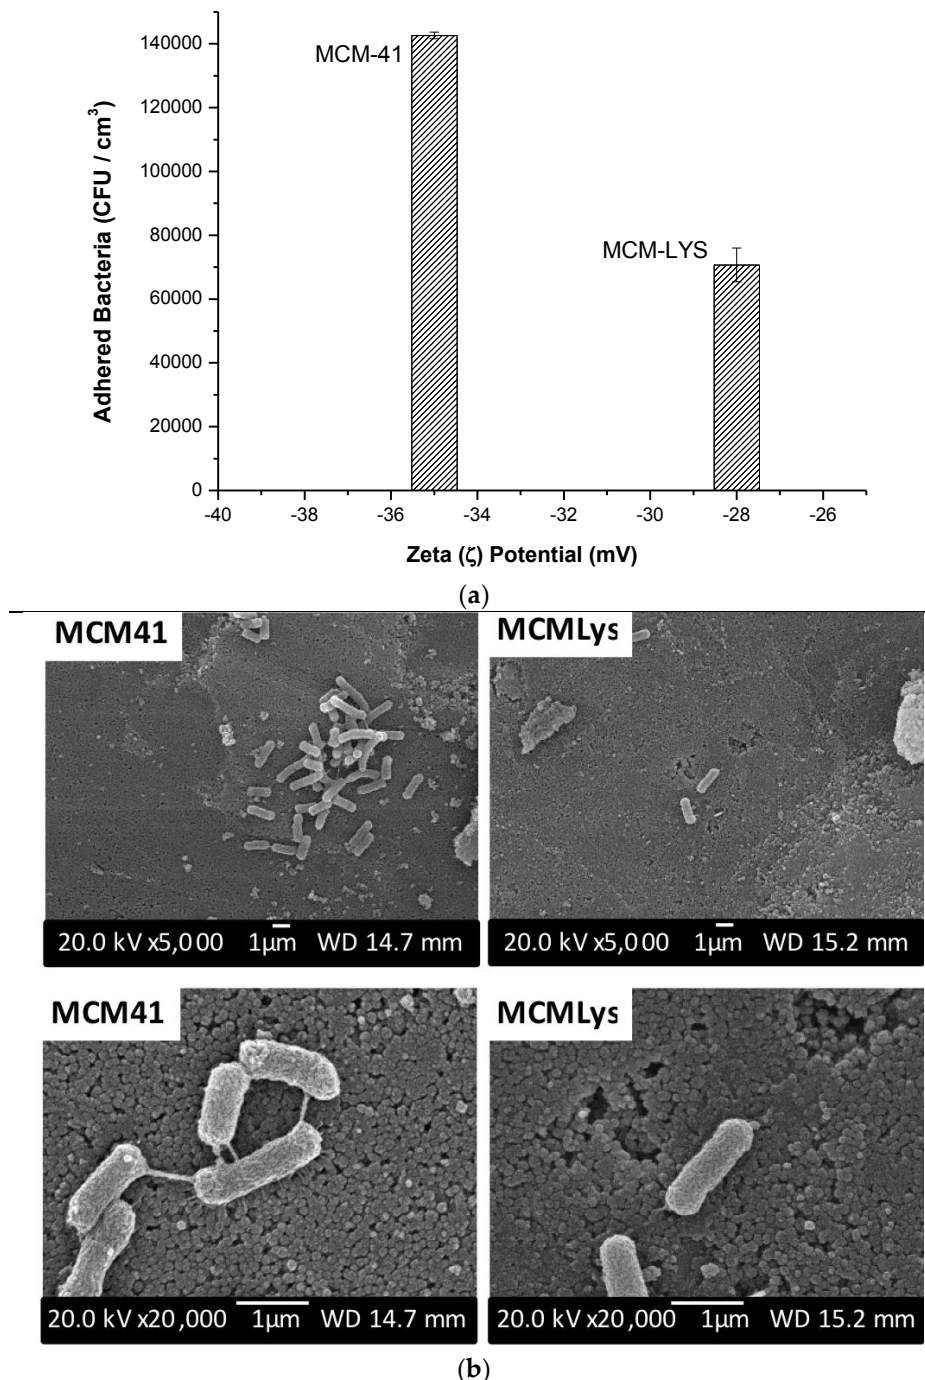 140000
120000
100000
80000
60000
40000
20000
0
Adhered Bacteria (CFU / cm³)
MCM-41
MCM-LYS
-40 -38 -36 -34 -32 -30 -28 -26
Zeta (ζ) Potential (mV)
(a)
MCM41
20.0 kV x5,000 1μm WD 14.7 mm
MCMLys
20.0 kV x5,000 1μm WD 15.2 mm
MCM41
20.0 kV x20,000 1μm WD 14.7 mm
MCMLys
20.0 kV x20,000 1μm WD 15.2 mm
(b)